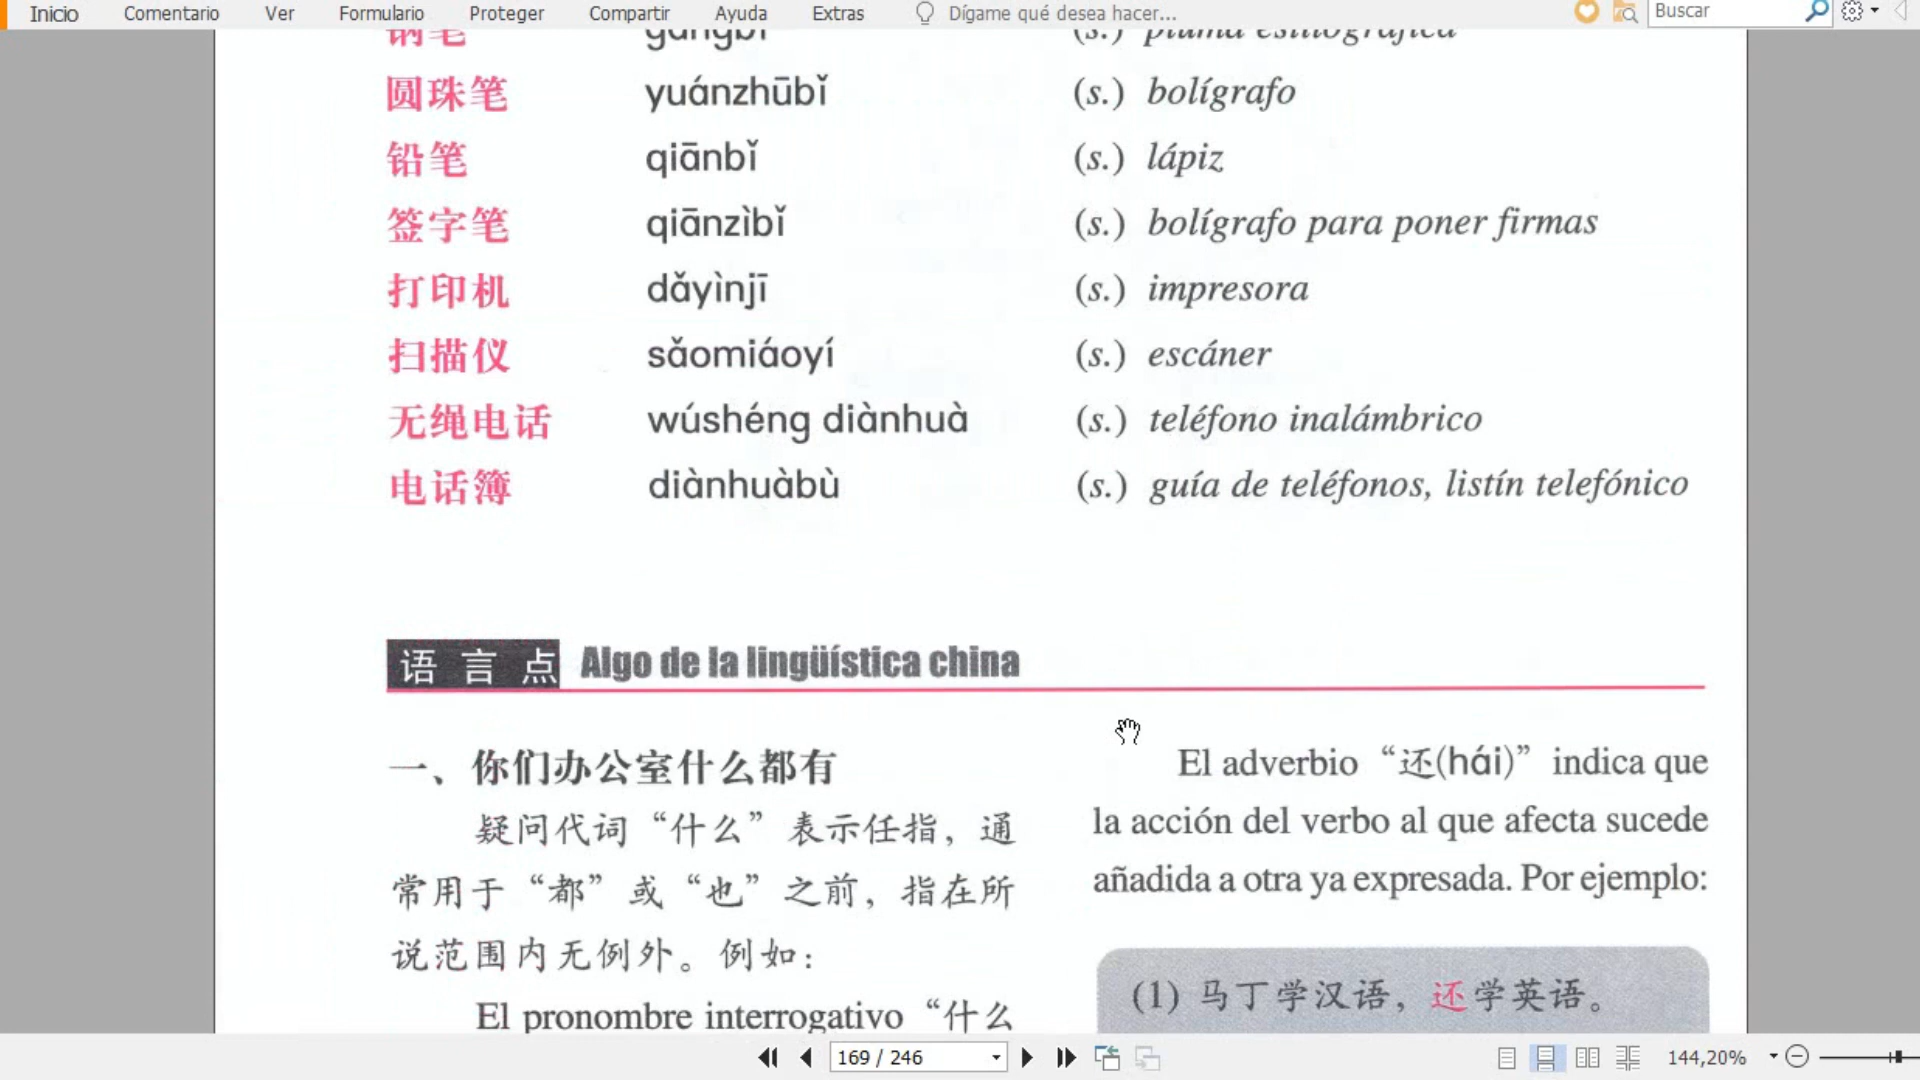 Inicio Comentario Ver Formulario Proteger Compartir Ayuda Extras Dígame qué desea hacer... Buscar
钢笔 gāngbǐ (s.) pluma estilográfica
圆珠笔 yuánzhūbǐ (s.) bolígrafo
铅笔 qiānbǐ (s.) lápiz
签字笔 qiānzìbǐ (s.) bolígrafo para poner firmas
打印机 dǎyìnjī (s.) impresora
扫描仪 sǎomiáoyí (s.) escáner
无绳电话 wúshéng diànhuà (s.) teléfono inalámbrico
电话簿 diànhuàbù (s.) guía de teléfonos, listín telefónico
语言点 Algo de la lingüística china
一、你们办公室什么都有
疑问代词“什么”表示任指，通
常用于“都”或“也”之前，指在所
说范围内无例外。例如：
El pronombre interrogativo “什么
El adverbio “还(hái)” indica que
la acción del verbo al que afecta sucede
añadida a otra ya expresada. Por ejemplo:
(1) 马丁学汉语，还学英语。
169 / 246 144,20%